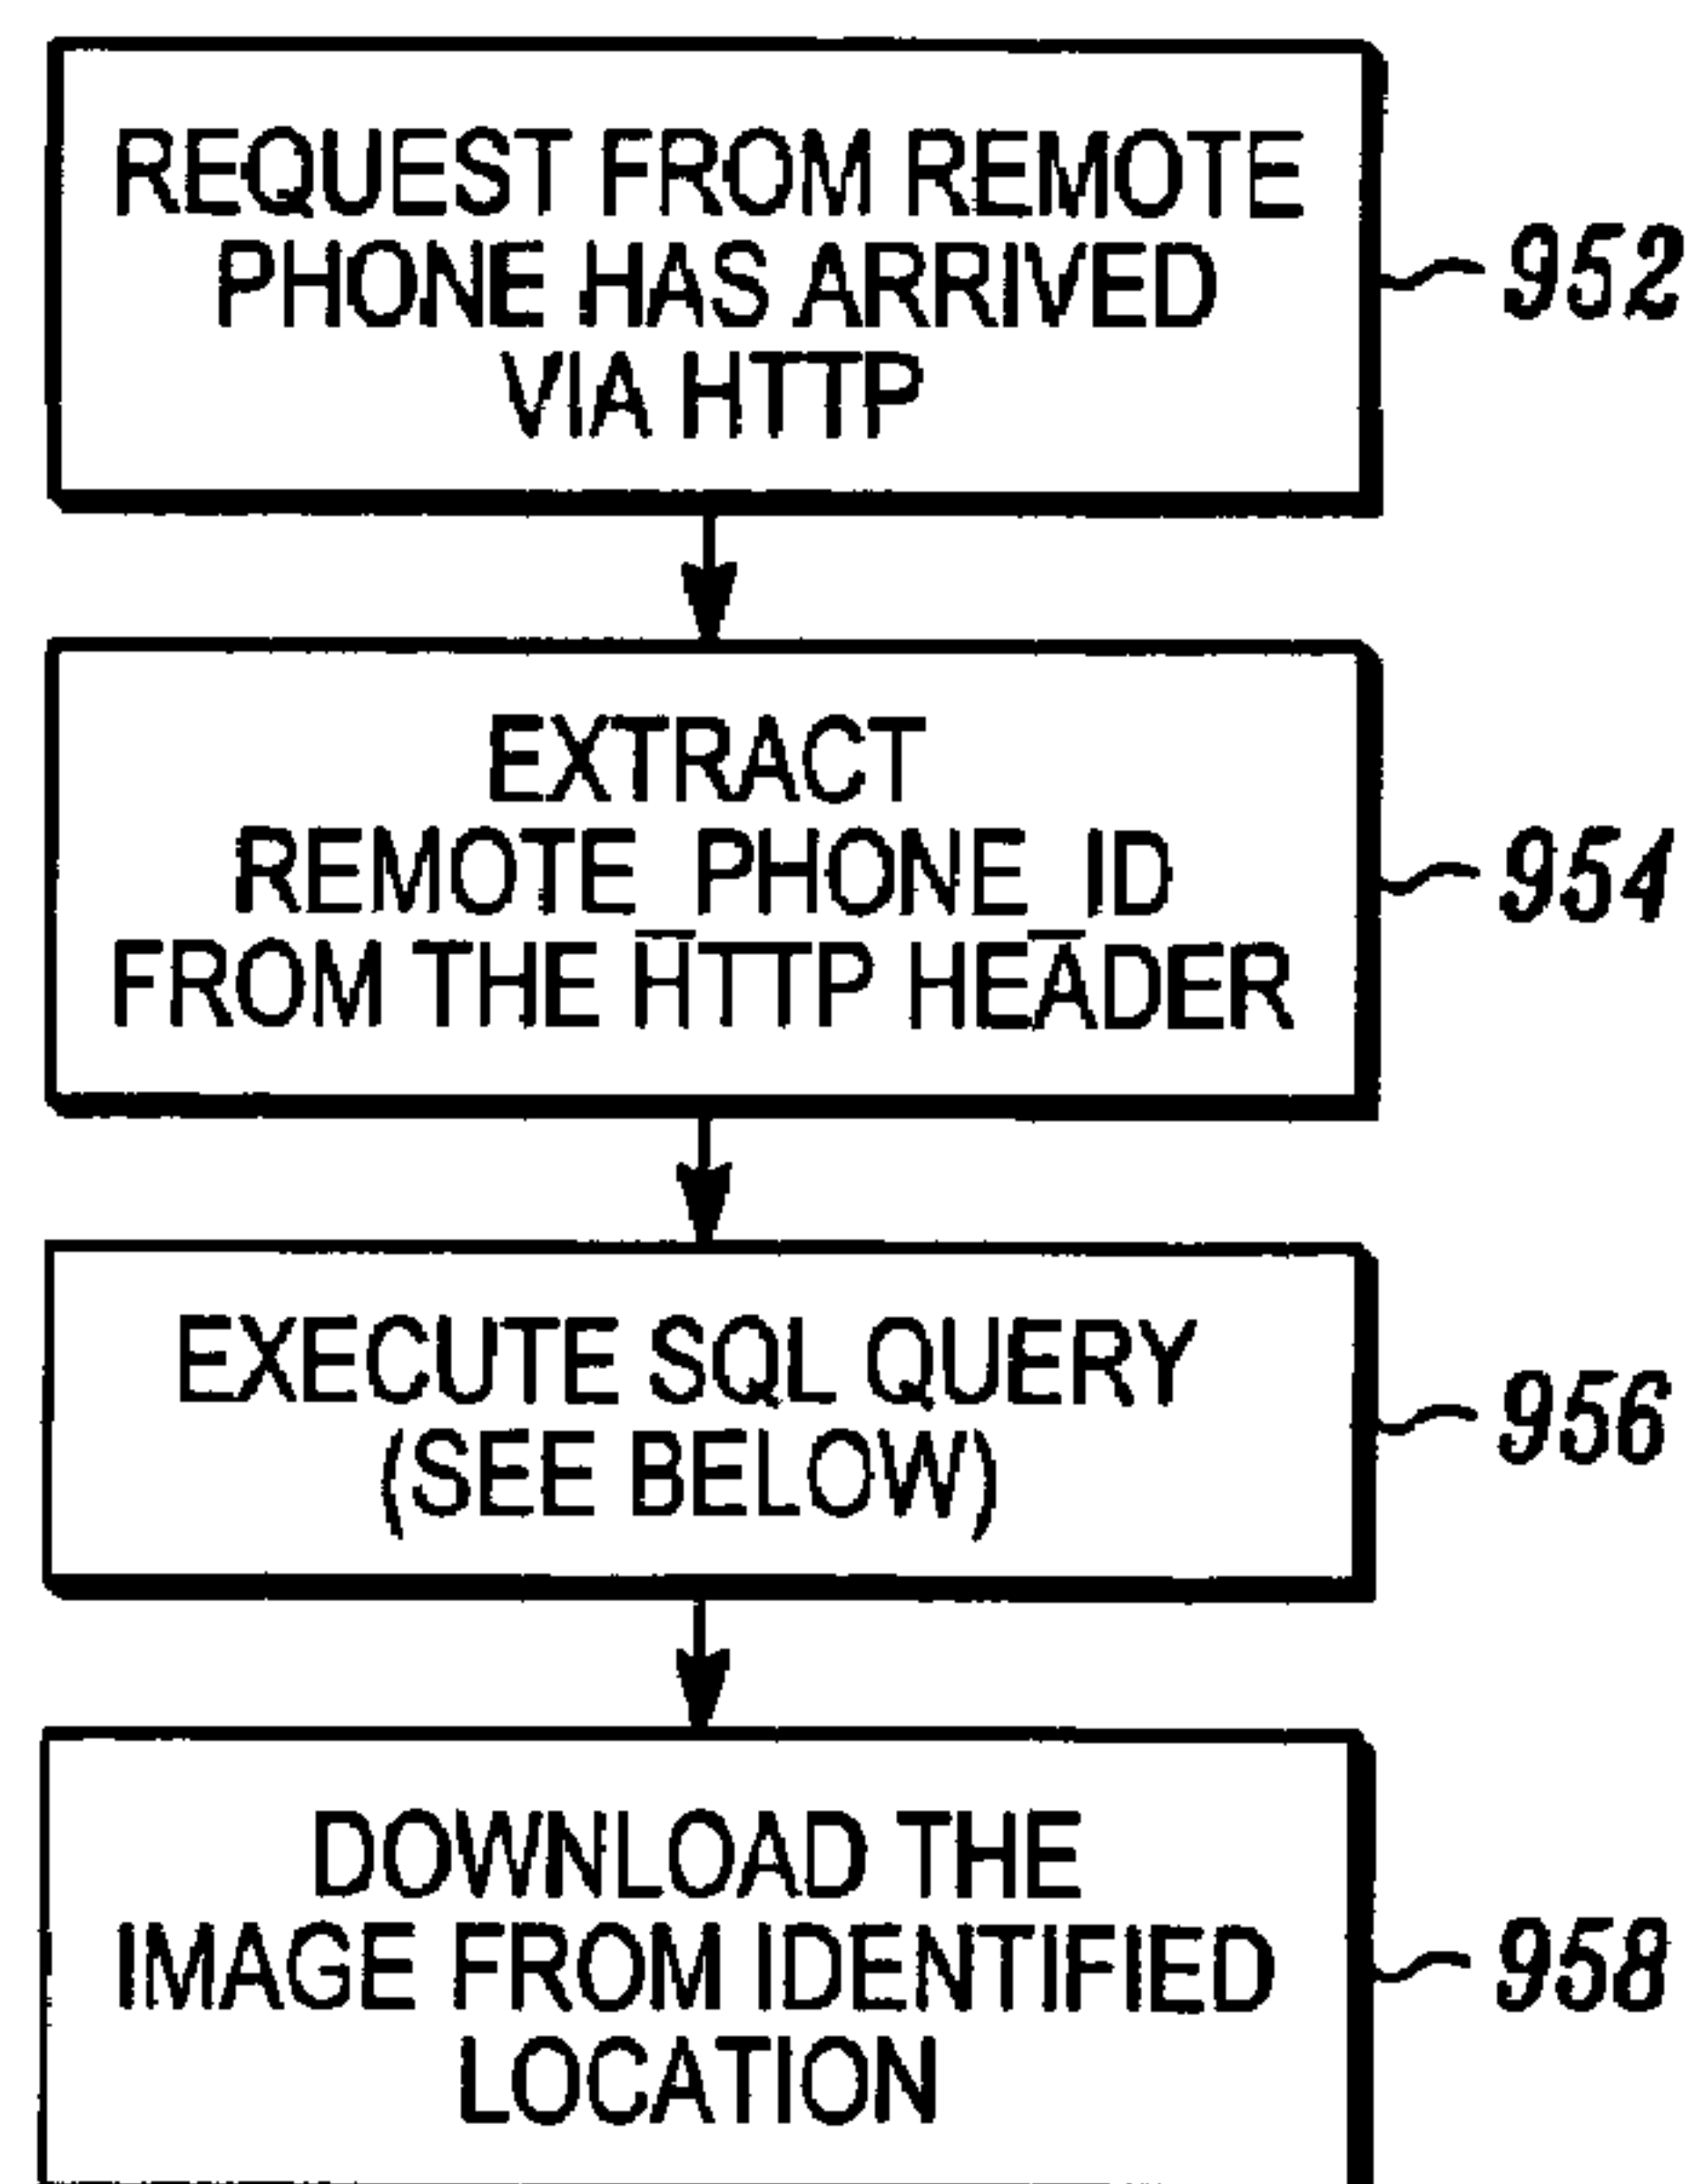 REQUEST FROM REMOTE
PHONE HAS ARRIVED
VIA HTTP
952
EXTRACT
REMOTE_PHONE_ID
FROM THE HTTP HEADER
954
EXECUTE SQL QUERY
(SEE BELOW)
956
DOWNLOAD THE
IMAGE FROM IDENTIFIED
LOCATION
958